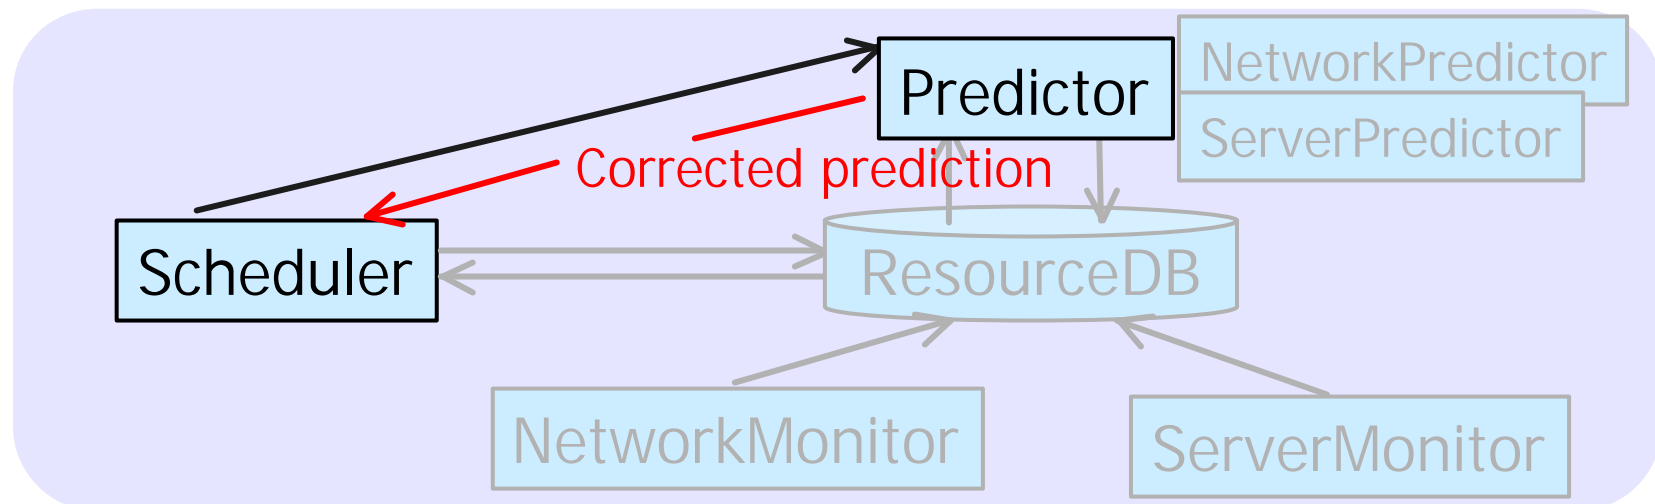 NetworkPredictor
Predictor
ServerPredictor
Corrected prediction
Scheduler
ResourceDB
NetworkMonitor
ServerMonitor